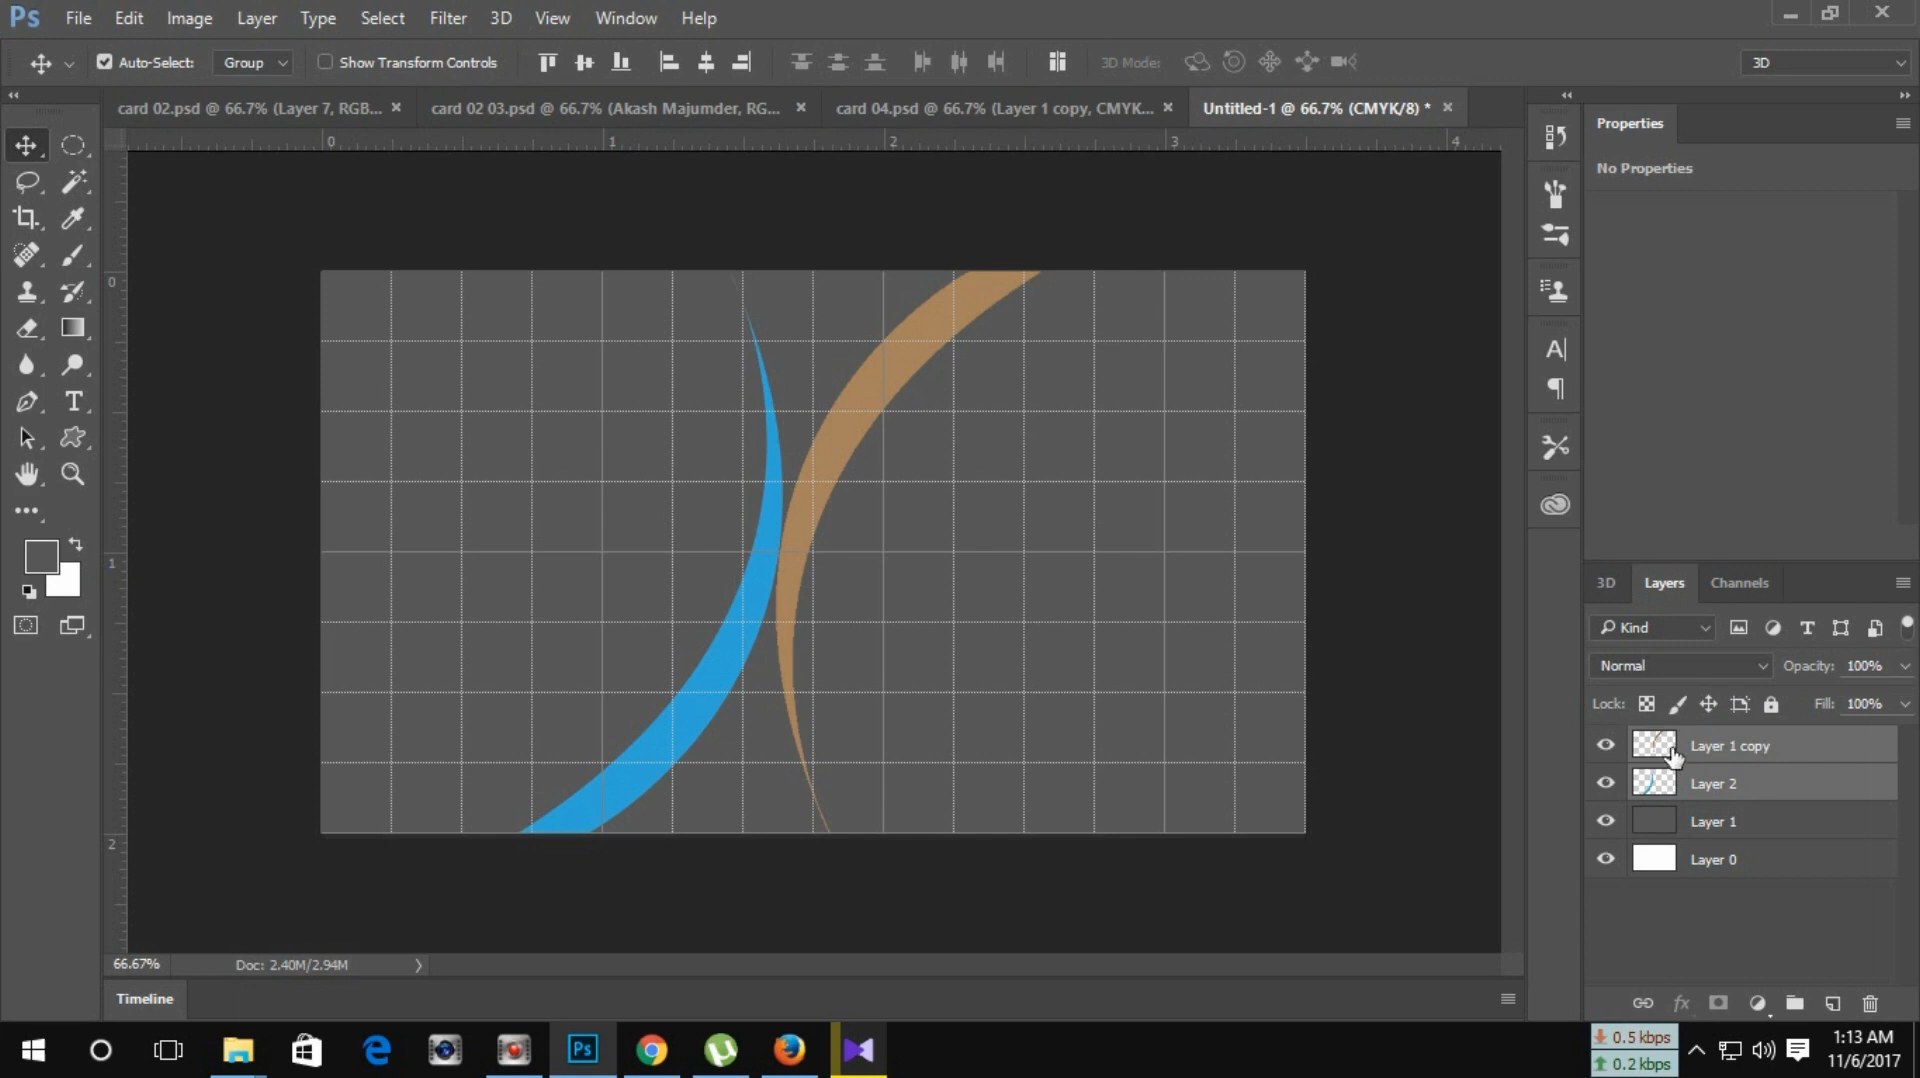 Ps File Edit Image Layer Type Select Filter 3D View Window Help
Auto-Select: Group Show Transform Controls 3D Mode: 3D
card 02.psd @ 66.7% (Layer 7, RGB... × card 02 03.psd @ 66.7% (Akash Majumder, RG... × card 04.psd @ 66.7% (Layer 1 copy, CMYK... × Untitled-1 @ 66.7% (CMYK/8) * ×
0 1 2 3 4
Properties
No Properties
0
1
2
3D Layers Channels
Kind
Normal Opacity: 100%
Lock: Fill: 100%
Layer 1 copy
Layer 2
Layer 1
Layer 0
66.67% Doc: 2.40M/2.94M
Timeline
Ps
0.5 kbps
0.2 kbps
1:13 AM
11/6/2017